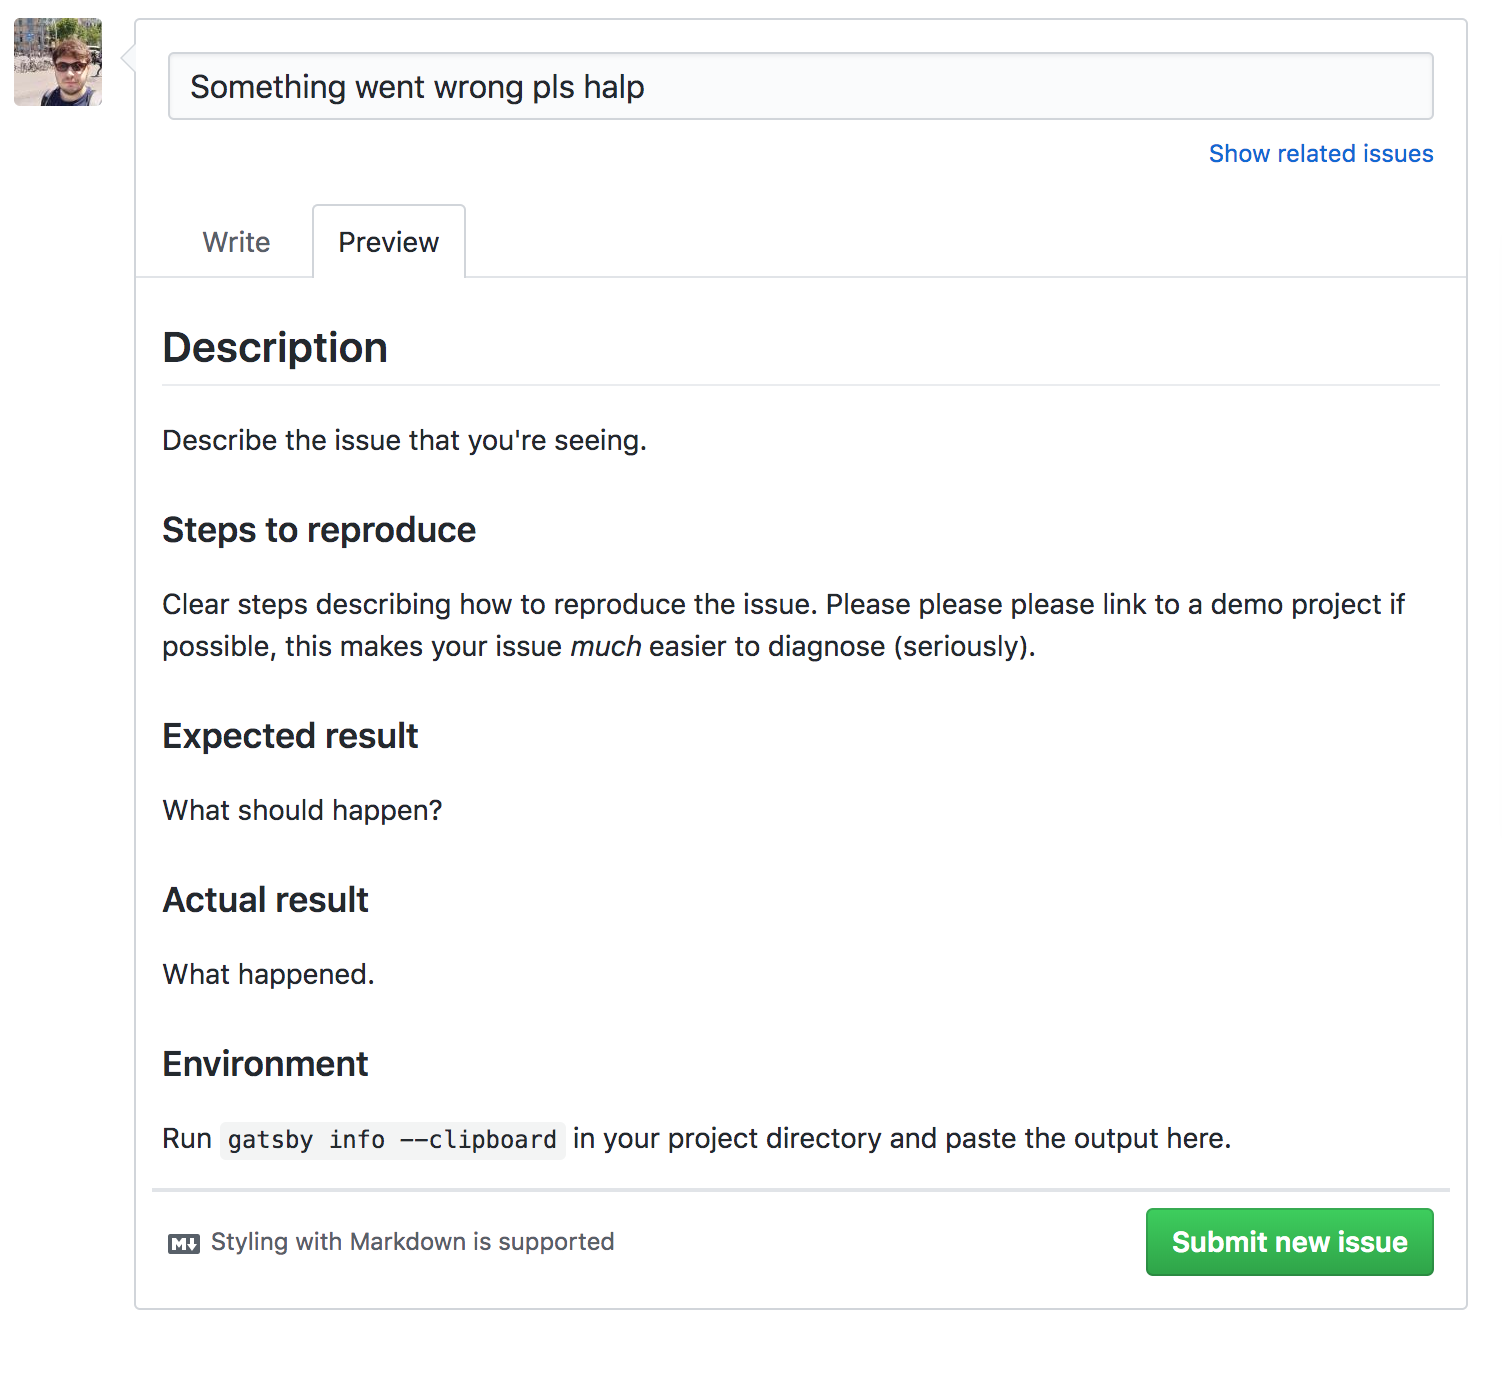 Something went wrong pls halp
Show related issues
Write
Preview
Description
Describe the issue that you're seeing.
Steps to reproduce
Clear steps describing how to reproduce the issue. Please please please link to a demo project if
possible, this makes your issue much easier to diagnose (seriously).
Expected result
What should happen?
Actual result
What happened.
Environment
Run gatsby info --clipboard in your project directory and paste the output here.
M Styling with Markdown is supported
Submit new issue